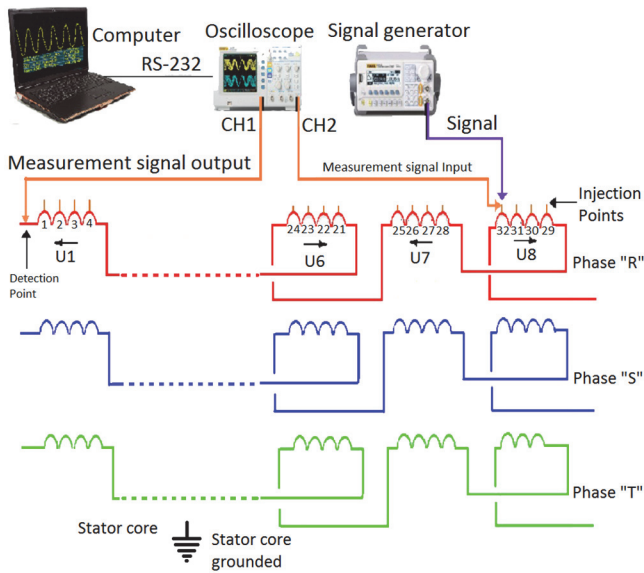 Computer
Oscilloscope
Signal generator
RS-232
CH1
CH2
Signal
Measurement signal output
Measurement signal Input
Injection
Points
1 2 3 4
24 23 22 21
25 26 27 28
32 31 30 29
U1
U6
U7
U8
Phase "R"
Detection
Point
Phase "S"
Phase "T"
Stator core
Stator core
grounded